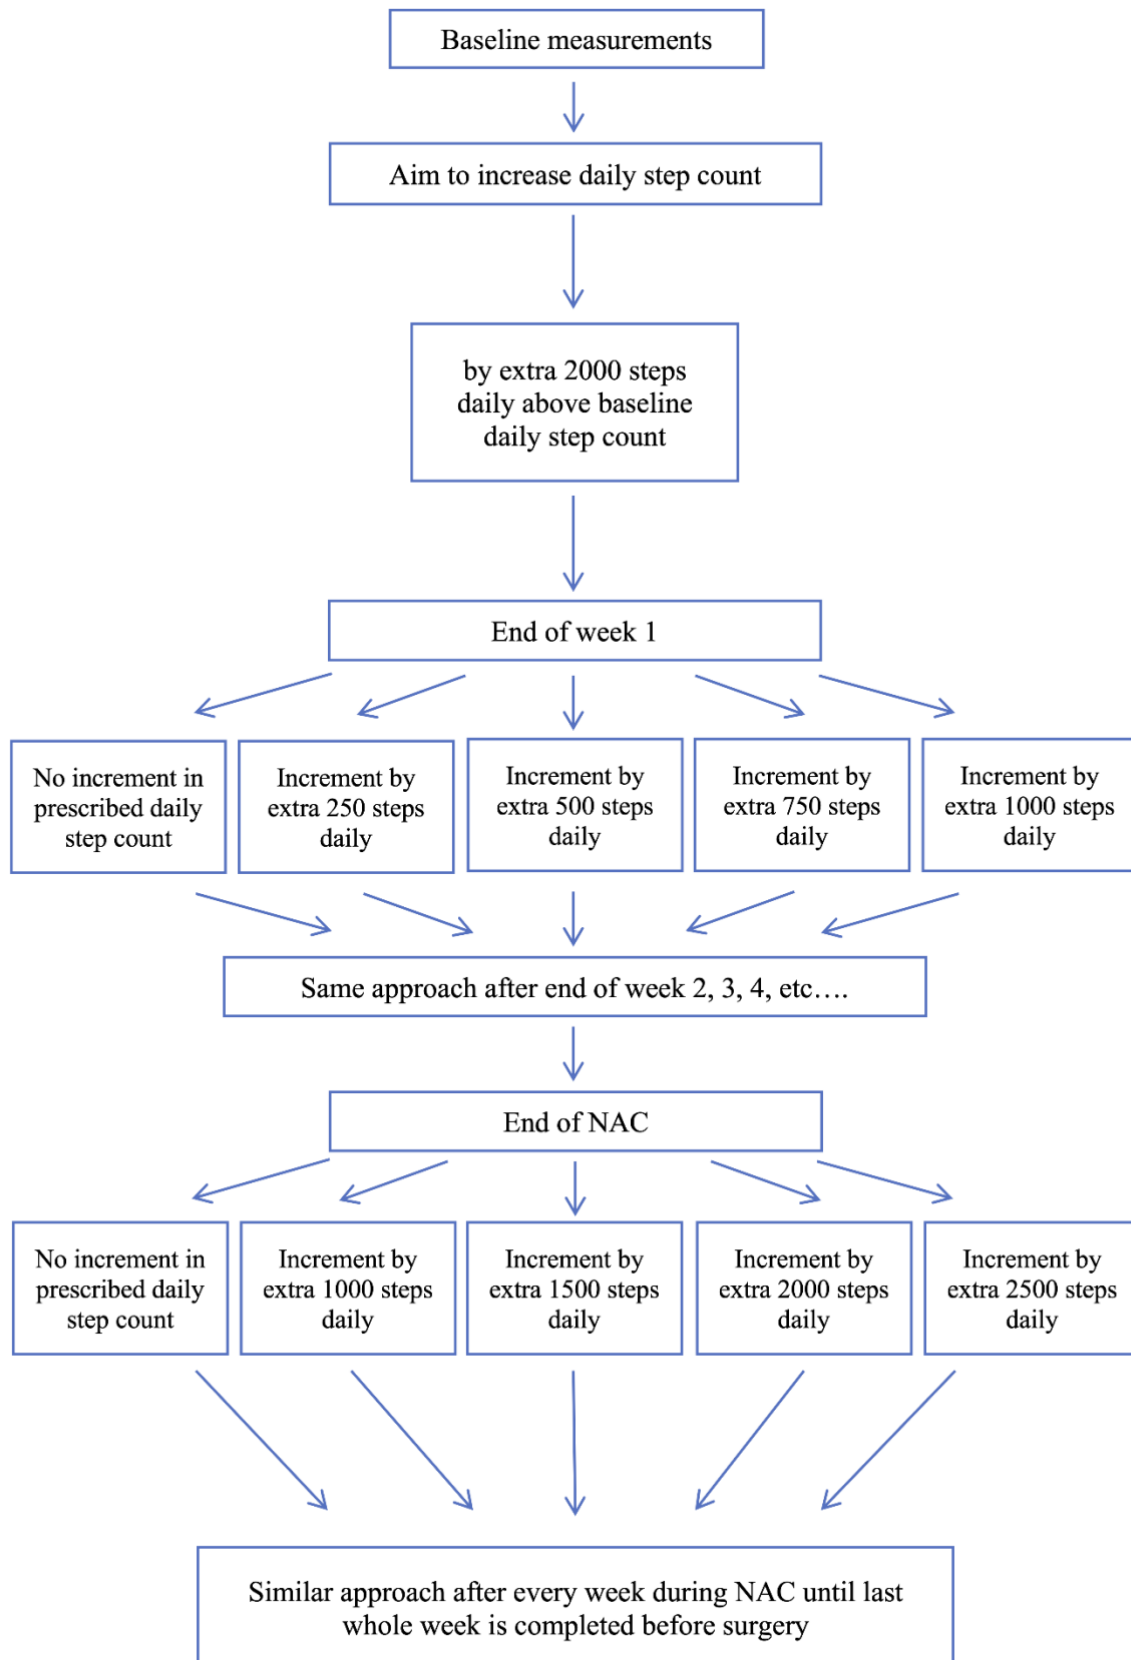 Baseline measurements
Aim to increase daily step count
by extra 2000 steps
daily above baseline
daily step count
End of week 1
No increment in
prescribed daily
step count
Increment by
extra 250 steps
daily
Increment by
extra 500 steps
daily
Increment by
extra 750 steps
daily
Increment by
extra 1000 steps
daily
Same approach after end of week 2, 3, 4, etc….
End of NAC
No increment in
prescribed daily
step count
Increment by
extra 1000 steps
daily
Increment by
extra 1500 steps
daily
Increment by
extra 2000 steps
daily
Increment by
extra 2500 steps
daily
Similar approach after every week during NAC until last
whole week is completed before surgery